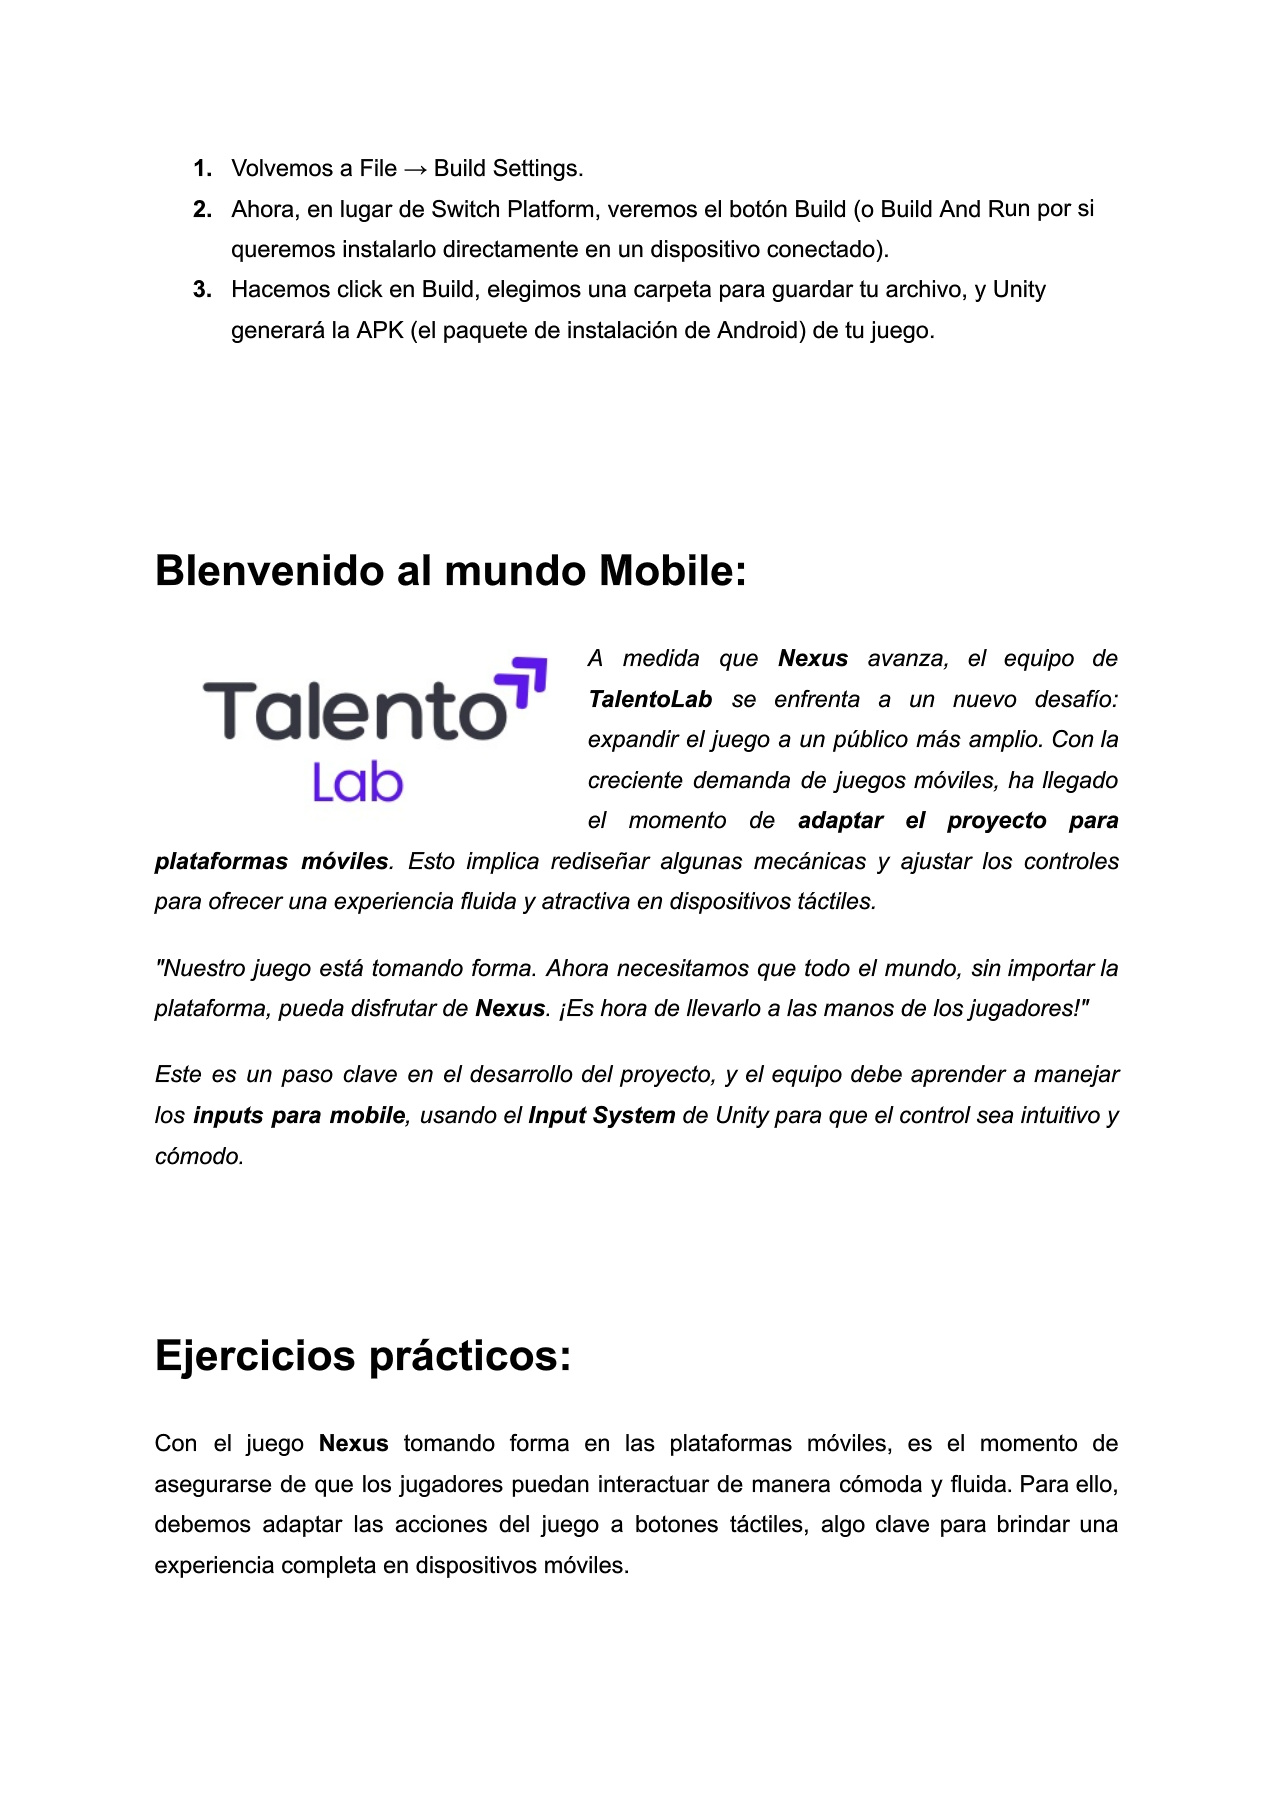 1. Volvemos a File → Build Settings.
2. Ahora, en lugar de Switch Platform, veremos el botón Build (o Build And Run por si
queremos instalarlo directamente en un dispositivo conectado).
3. Hacemos click en Build, elegimos una carpeta para guardar tu archivo, y Unity
generará la APK (el paquete de instalación de Android) de tu juego.
BIenvenido al mundo Mobile:
Talento
Lab
A medida que Nexus avanza, el equipo de
TalentoLab se enfrenta a un nuevo desafío:
expandir el juego a un público más amplio. Con la
creciente demanda de juegos móviles, ha llegado
el momento de adaptar el proyecto para
plataformas móviles. Esto implica rediseñar algunas mecánicas y ajustar los controles
para ofrecer una experiencia fluida y atractiva en dispositivos táctiles.
"Nuestro juego está tomando forma. Ahora necesitamos que todo el mundo, sin importar la
plataforma, pueda disfrutar de Nexus. ¡Es hora de llevarlo a las manos de los jugadores!"
Este es un paso clave en el desarrollo del proyecto, y el equipo debe aprender a manejar
los inputs para mobile, usando el Input System de Unity para que el control sea intuitivo y
cómodo.
Ejercicios prácticos:
Con el juego Nexus tomando forma en las plataformas móviles, es el momento de
asegurarse de que los jugadores puedan interactuar de manera cómoda y fluida. Para ello,
debemos adaptar las acciones del juego a botones táctiles, algo clave para brindar una
experiencia completa en dispositivos móviles.